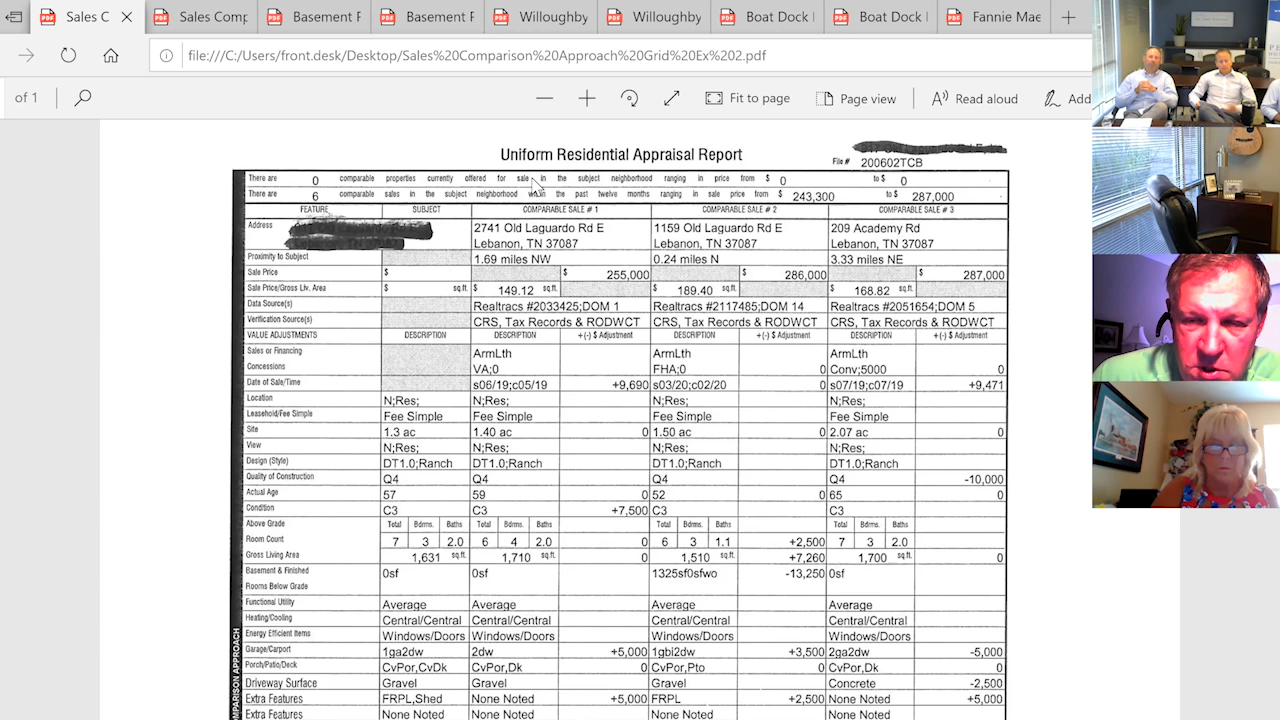 Sales C
Sales Comp
Basement F
Basement F
Willoughby
Willoughby
Boat Dock
Boat Dock
Fannie Mae
file:///C:/Users/front.desk/Desktop/Sales%20Comparison%20Approach%20Grid%20Ex%202.pdf
of 1
Fit to page
Page view
Read aloud
Add
Uniform Residential Appraisal Report
200602TCB
There are 0 comparable properties currently offered for sale in the subject neighborhood ranging in price from $ 0 to $ 0
There are 6 comparable sales in the subject neighborhood within the past twelve months ranging in sale price from $ 243,300 to $ 287,000
FEATURE SUBJECT COMPARABLE SALE # 1 COMPARABLE SALE # 2 COMPARABLE SALE # 3
Address 2741 Old Laguardo Rd E 1159 Old Laguardo Rd E 209 Academy Rd
Lebanon, TN 37087 Lebanon, TN 37087 Lebanon, TN 37087
Proximity to Subject 1.69 miles NW 0.24 miles N 3.33 miles NE
Sale Price $ $ 255,000 $ 286,000 $ 287,000
Sale Price/Gross Liv. Area $ sq.ft. $ 149.12 sq.ft. $ 189.40 sq.ft. $ 168.82 sq.ft.
Data Source(s) Realtracs #2033425;DOM 1 Realtracs #2117485;DOM 14 Realtracs #2051654;DOM 5
Verification Source(s) CRS, Tax Records & RODWCT CRS, Tax Records & RODWCT CRS, Tax Records & RODWCT
VALUE ADJUSTMENTS DESCRIPTION DESCRIPTION +(-) $ Adjustment DESCRIPTION +(-) $ Adjustment DESCRIPTION +(-) $ Adjustment
Sales or Financing ArmLth ArmLth ArmLth
Concessions VA;0 FHA;0 0 Conv;5000 0
Date of Sale/Time s06/19;c05/19 +9,690 s03/20;c02/20 0 s07/19;c07/19 +9,471
Location N;Res; N;Res; N;Res; N;Res;
Leasehold/Fee Simple Fee Simple Fee Simple Fee Simple Fee Simple
Site 1.3 ac 1.40 ac 0 1.50 ac 0 2.07 ac 0
View N;Res; N;Res; N;Res; N;Res;
Design (Style) DT1.0;Ranch DT1.0;Ranch DT1.0;Ranch DT1.0;Ranch
Quality of Construction Q4 Q4 Q4 Q4 -10,000
Actual Age 57 59 0 52 0 65 0
Condition C3 C3 +7,500 C3 C3
Above Grade Total Bdrms. Baths Total Bdrms. Baths Total Bdrms. Baths Total Bdrms. Baths
Room Count 7 3 2.0 6 4 2.0 0 6 3 1.1 +2,500 7 3 2.0
Gross Living Area 1,631 sq.ft. 1,710 sq.ft. 0 1,510 sq.ft. +7,260 1,700 sq.ft. 0
Basement & Finished 0sf 0sf 1325sf0sfwo -13,250 0sf
Rooms Below Grade
Functional Utility Average Average Average Average
Heating/Cooling Central/Central Central/Central Central/Central Central/Central
Energy Efficient Items Windows/Doors Windows/Doors Windows/Doors Windows/Doors
Garage/Carport 1ga2dw 2dw +5,000 1gbi2dw +3,500 2ga2dw -5,000
Porch/Patio/Deck CvPor,CvDk CvPor,Dk 0 CvPor,Pto 0 CvPor,Dk 0
Driveway Surface Gravel Gravel Gravel Concrete -2,500
Extra Features FRPL,Shed None Noted +5,000 FRPL +2,500 None Noted +5,000
Extra Features None Noted None Noted None Noted None Noted
MPARISON APPROACH